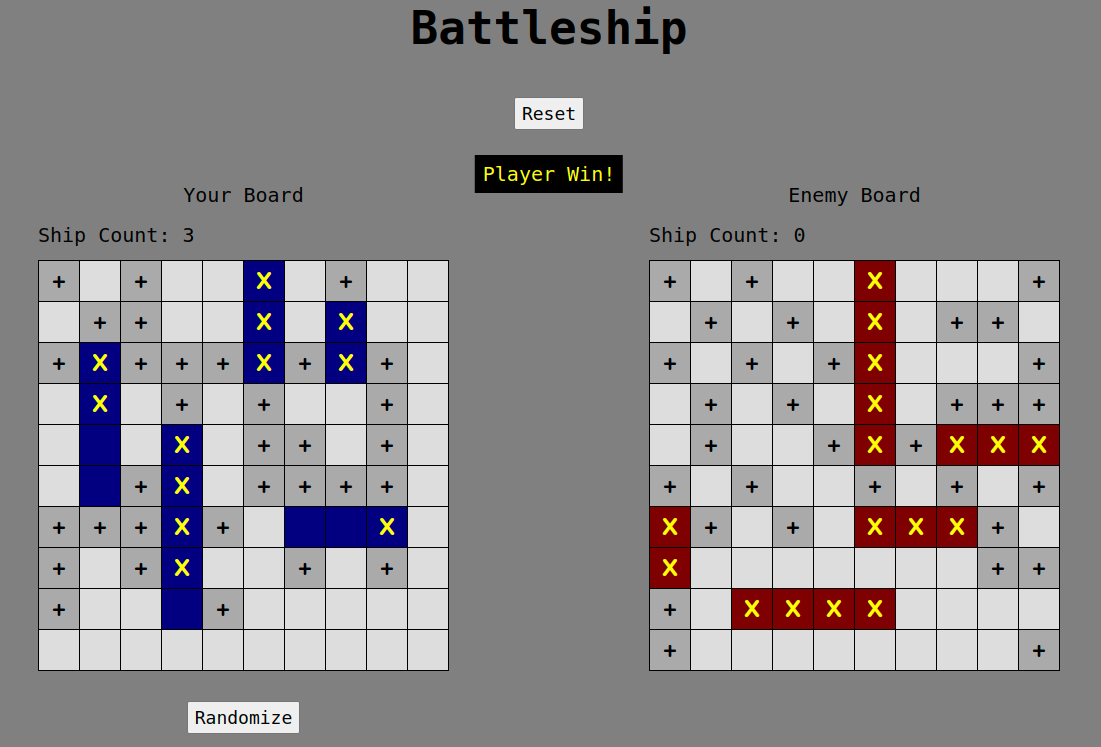 Battleship
Reset
Player Win!
Your Board
Enemy Board
Ship Count: 3
Ship Count: 0
+ + X + + + X + +
+ + X X + + X + +
+ X + + + X + X + + + + X +
X + + + + + X + + +
X + + + + + X + X X X
+ X + + + + + + + + +
+ + + X + X X + + X X X +
+ + X + + X + +
+ + + X X X X
+ +
Randomize